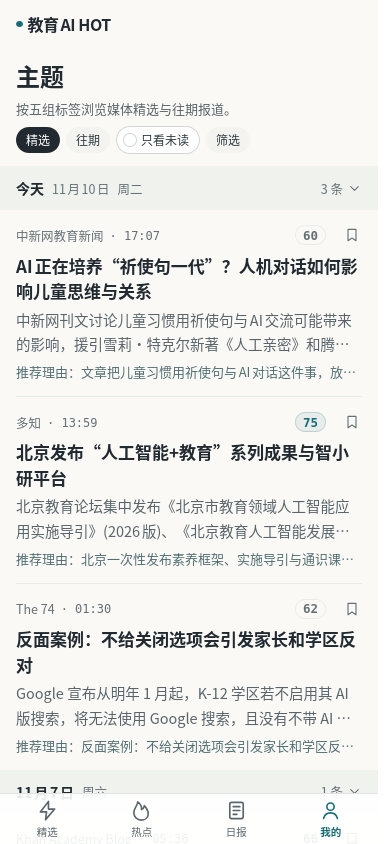 教育 AI HOT
主题
按五组标签浏览媒体精选与往期报道。
精选 往期 只看未读 筛选
今天 11月10日 周二 3 条
中新网教育新闻 · 17:07 60
AI 正在培养“祈使句一代”？人机对话如何影
响儿童思维与关系
中新网刊文讨论儿童习惯用祈使句与 AI 交流可能带来
的影响，援引雪莉・特克尔新著《人工亲密》和腾…
推荐理由：文章把儿童习惯用祈使句与 AI 对话这件事，放…
多知 · 13:59 75
北京发布“人工智能+教育”系列成果与智小
研平台
北京教育论坛集中发布《北京市教育领域人工智能应
用实施导引》(2026 版)、《北京教育人工智能发展…
推荐理由：北京一次性发布素养框架、实施导引与通识课…
The 74 · 01:30 62
反面案例：不给关闭选项会引发家长和学区反
对
Google 宣布从明年 1 月起，K-12 学区若不启用其 AI
版搜索，将无法使用 Google 搜索，且没有不带 AI …
推荐理由：反面案例：不给关闭选项会引发家长和学区反…
11月7日 周六 1 条
Khan Academy Blog · 05:36 66
精选 热点 日报 我的